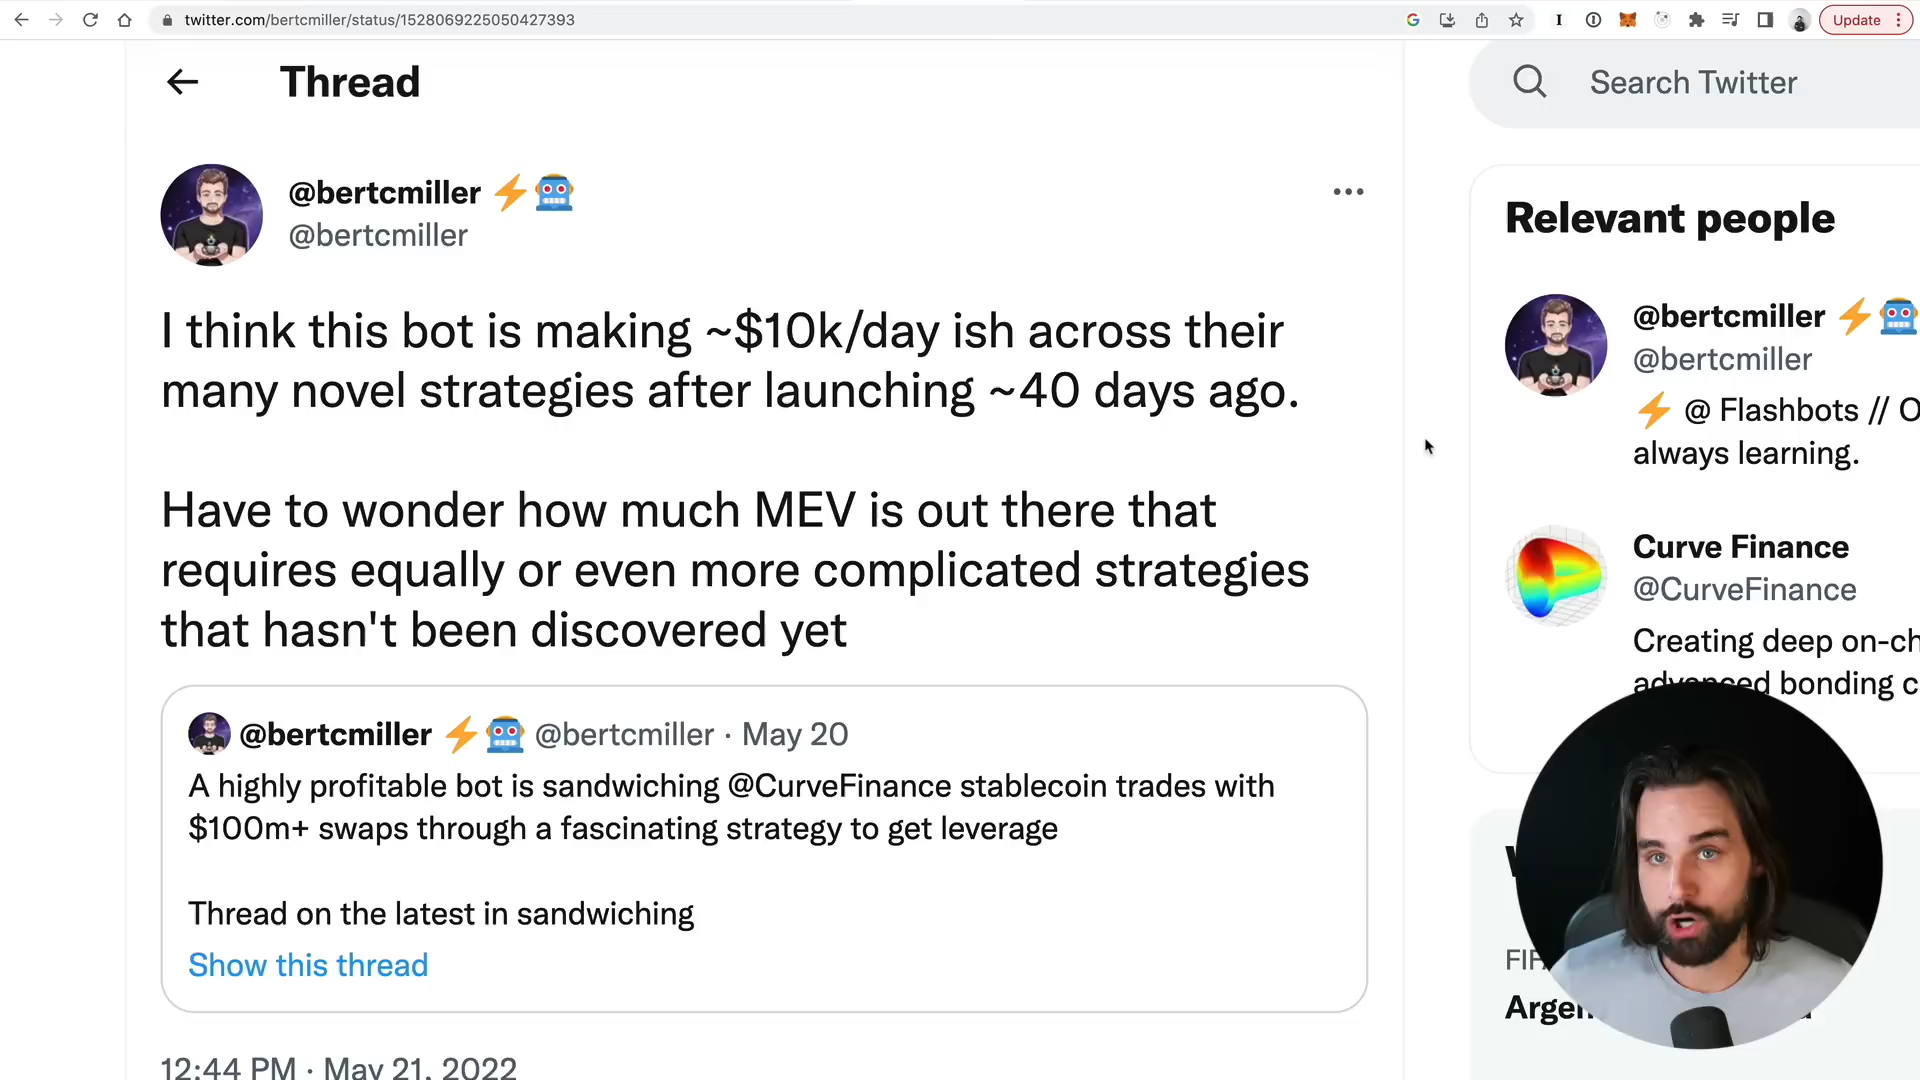 twitter.com/bertcmiller/status/1528069225050427393
Update
Thread
Search Twitter
@bertcmiller ⚡🤖
@bertcmiller
I think this bot is making ~$10k/day ish across their
many novel strategies after launching ~40 days ago.
Have to wonder how much MEV is out there that
requires equally or even more complicated strategies
that hasn't been discovered yet
@bertcmiller ⚡🤖 @bertcmiller · May 20
A highly profitable bot is sandwiching @CurveFinance stablecoin trades with
$100m+ swaps through a fascinating strategy to get leverage
Thread on the latest in sandwiching
Show this thread
12:44 PM · May 21, 2022
Relevant people
@bertcmiller ⚡🤖
@bertcmiller
⚡ @ Flashbots // O
always learning.
Curve Finance
@CurveFinance
Creating deep on-ch
advanced bonding c